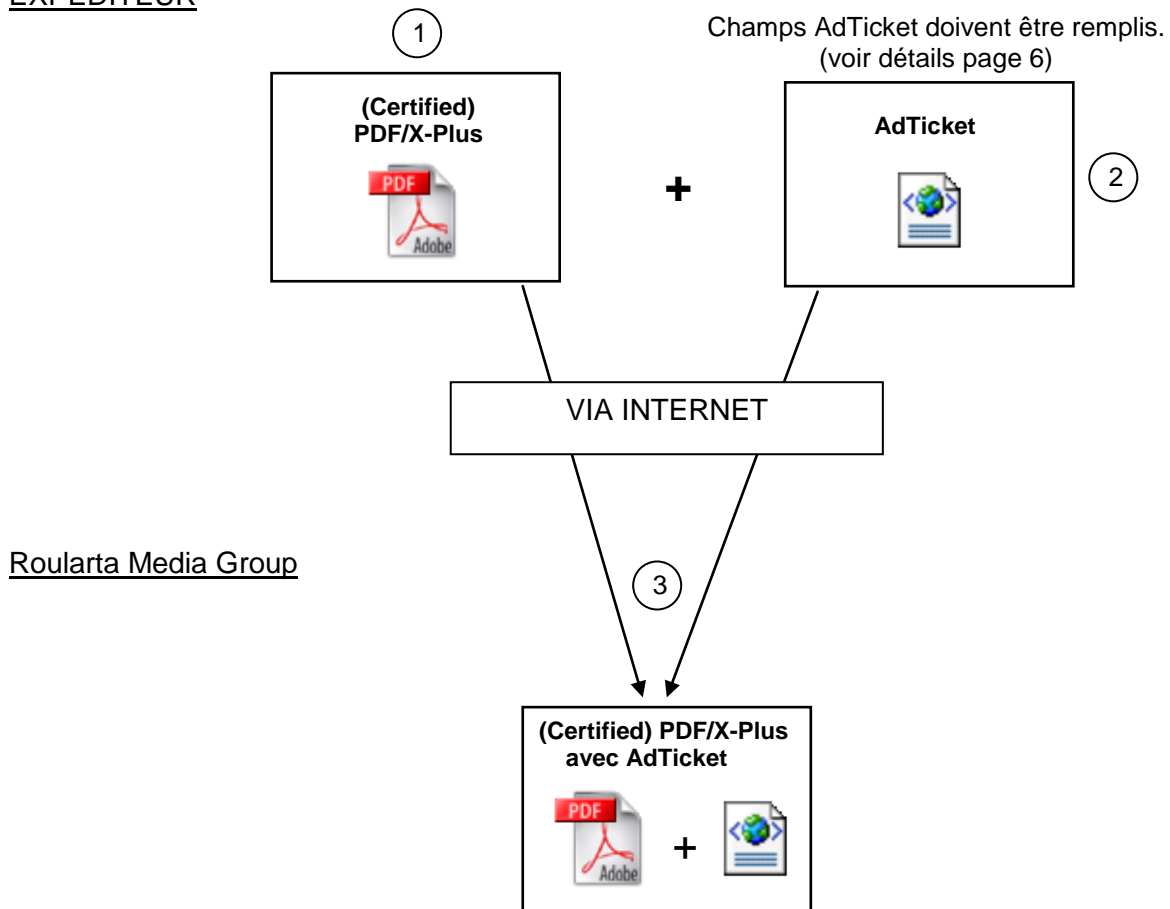 EXPEDITEUR
1
Champs AdTicket doivent être remplis.
(voir détails page 6)
(Certified)
PDF/X-Plus
PDF
Adobe
+
AdTicket
2
VIA INTERNET
Roularta Media Group
3
(Certified) PDF/X-Plus
avec AdTicket
PDF
Adobe
+